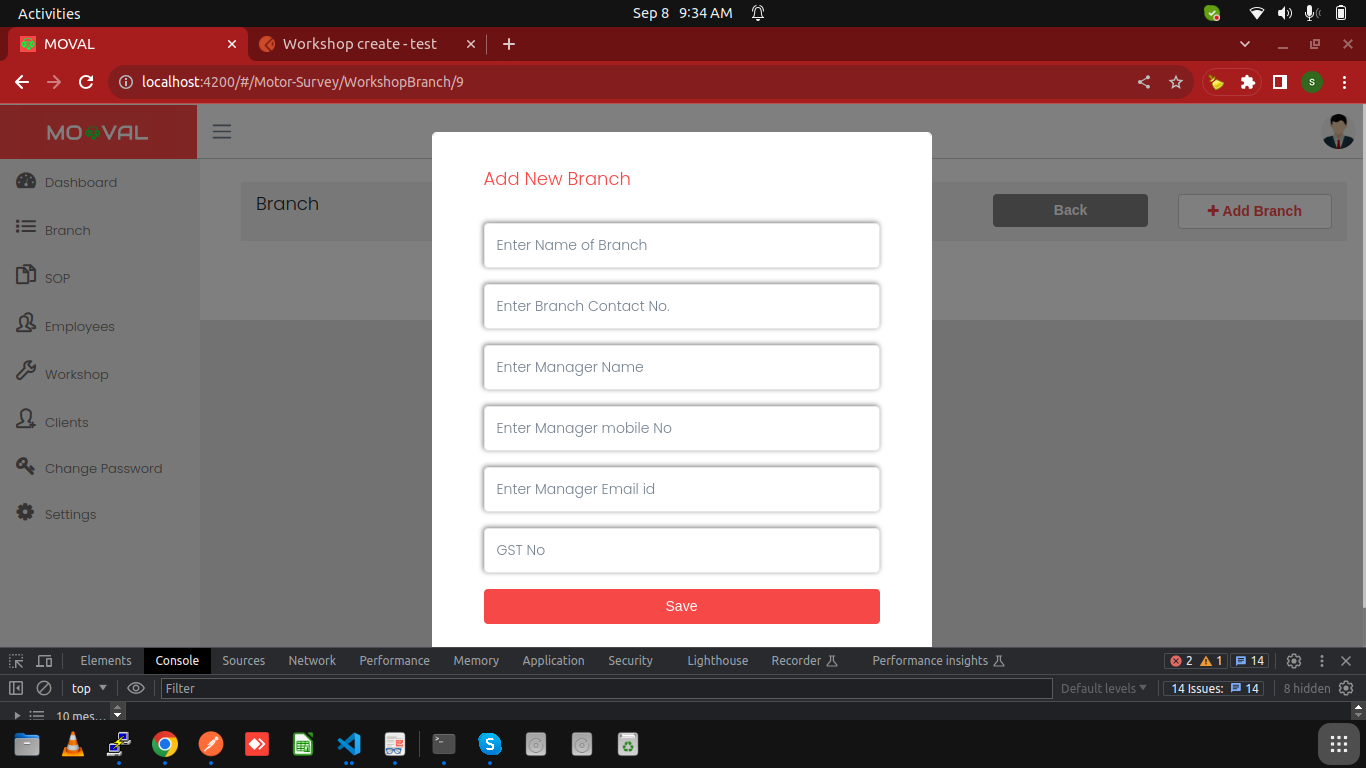 Activities
Sep 8 9:34 AM
MOVAL
Workshop create - test
localhost:4200/#/Motor-Survey/WorkshopBranch/9
S
MOVAL
Dashboard
Branch
SOP
Employees
Workshop
Clients
Change Password
Settings
Branch
Back
Add Branch
Add New Branch
Enter Name of Branch
Enter Branch Contact No.
Enter Manager Name
Enter Manager mobile No
Enter Manager Email id
GST No
Save
Elements Console Sources Network Performance Memory Application Security Lighthouse Recorder Performance insights 2 1 14
top Filter Default levels 14 Issues: 14 8 hidden
10 mes...